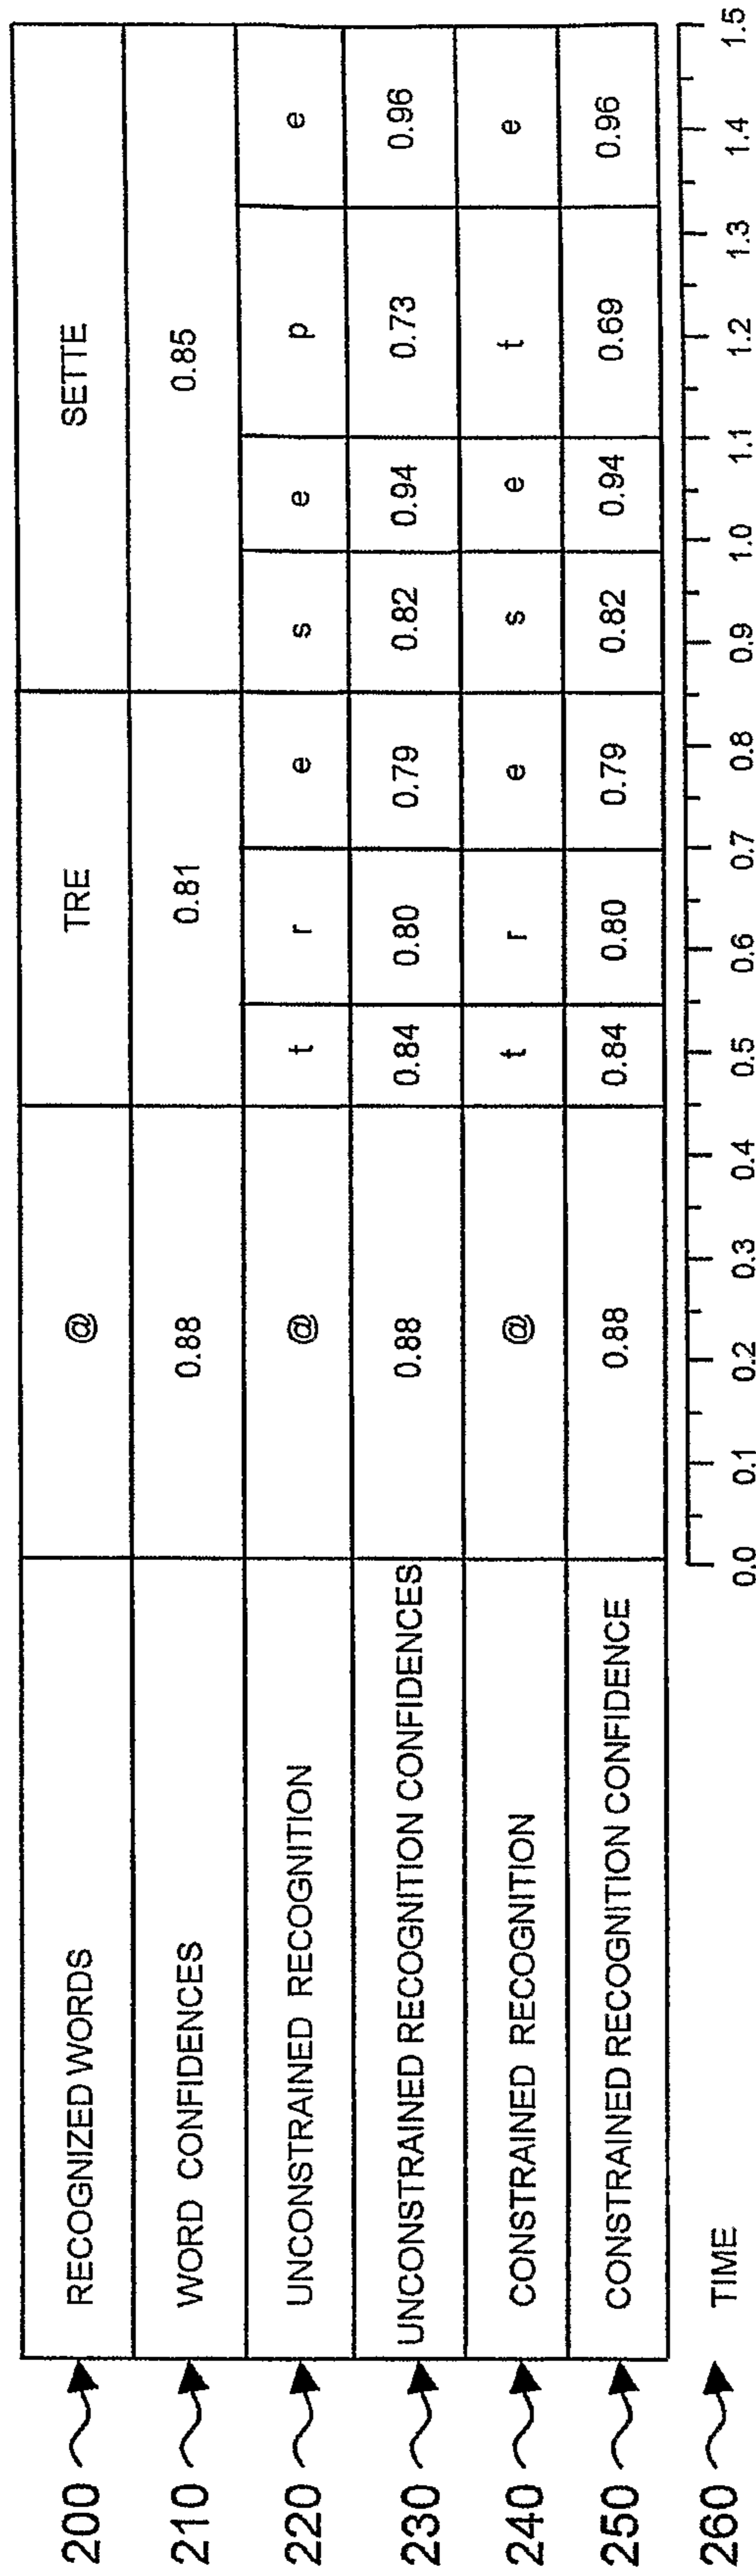 200 RECOGNIZED WORDS @ TRE SETTE
210 WORD CONFIDENCES 0.88 0.81 0.85
220 UNCONSTRAINED RECOGNITION @ t r e s e p e
230 UNCONSTRAINED RECOGNITION CONFIDENCES 0.88 0.84 0.80 0.79 0.82 0.94 0.73 0.96
240 CONSTRAINED RECOGNITION @ t r e s e t e
250 CONSTRAINED RECOGNITION CONFIDENCE 0.88 0.84 0.80 0.79 0.82 0.94 0.69 0.96
260 TIME 0.0 0.1 0.2 0.3 0.4 0.5 0.6 0.7 0.8 0.9 1.0 1.1 1.2 1.3 1.4 1.5